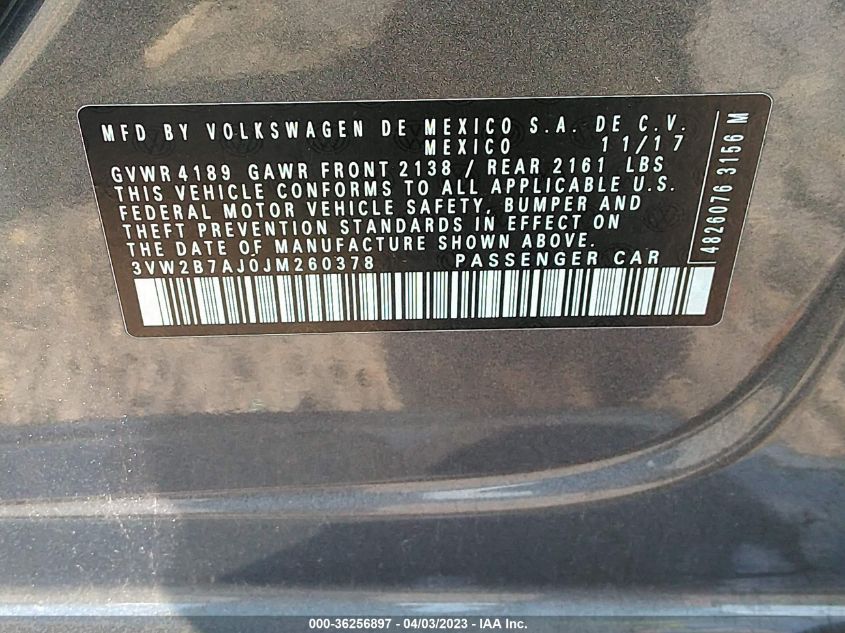 MFD BY VOLKSWAGEN DE MEXICO S.A. DE C.V.
MEXICO 11/17
GVWR 4189 GAWR FRONT 2138 / REAR 2161 LBS
THIS VEHICLE CONFORMS TO ALL APPLICABLE U.S.
FEDERAL MOTOR VEHICLE SAFETY, BUMPER AND
THEFT PREVENTION STANDARDS IN EFFECT ON
THE DATE OF MANUFACTURE SHOWN ABOVE.
3VW2B7AJ0JM260378 PASSENGER CAR
4826076 3156 M
000-36256897 - 04/03/2023 - IAA Inc.